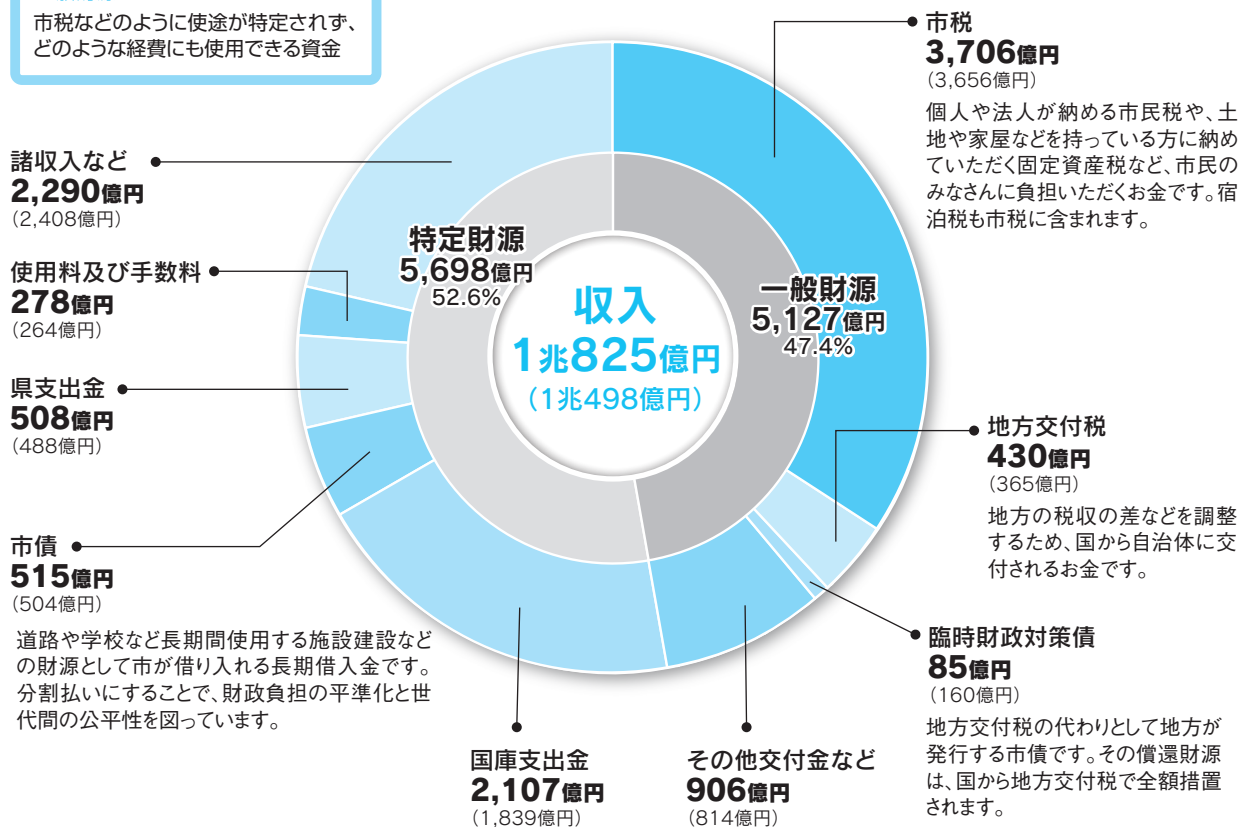 市税などのように使途が特定されず、
どのような経費にも使用できる資金
市税
3,706億円
(3,656億円)
個人や法人が納める市民税や、土
地や家屋などを持っている方に納め
ていただく固定資産税など、市民の
みなさんに負担いただくお金です。宿
泊税も市税に含まれます。
諸収入など
2,290億円
(2,408億円)
使用料及び手数料
278億円
(264億円)
県支出金
508億円
(488億円)
市債
515億円
(504億円)
道路や学校など長期間使用する施設建設など
の財源として市が借り入れる長期借入金です。
分割払いにすることで、財政負担の平準化と世
代間の公平性を図っています。
特定財源
5,698億円
52.6%
収入
1兆825億円
(1兆498億円)
一般財源
5,127億円
47.4%
地方交付税
430億円
(365億円)
地方の税収の差などを調整
するため、国から自治体に交
付されるお金です。
臨時財政対策債
85億円
(160億円)
地方交付税の代わりとして地方が
発行する市債です。その償還財源
は、国から地方交付税で全額措置
されます。
国庫支出金
2,107億円
(1,839億円)
その他交付金など
906億円
(814億円)